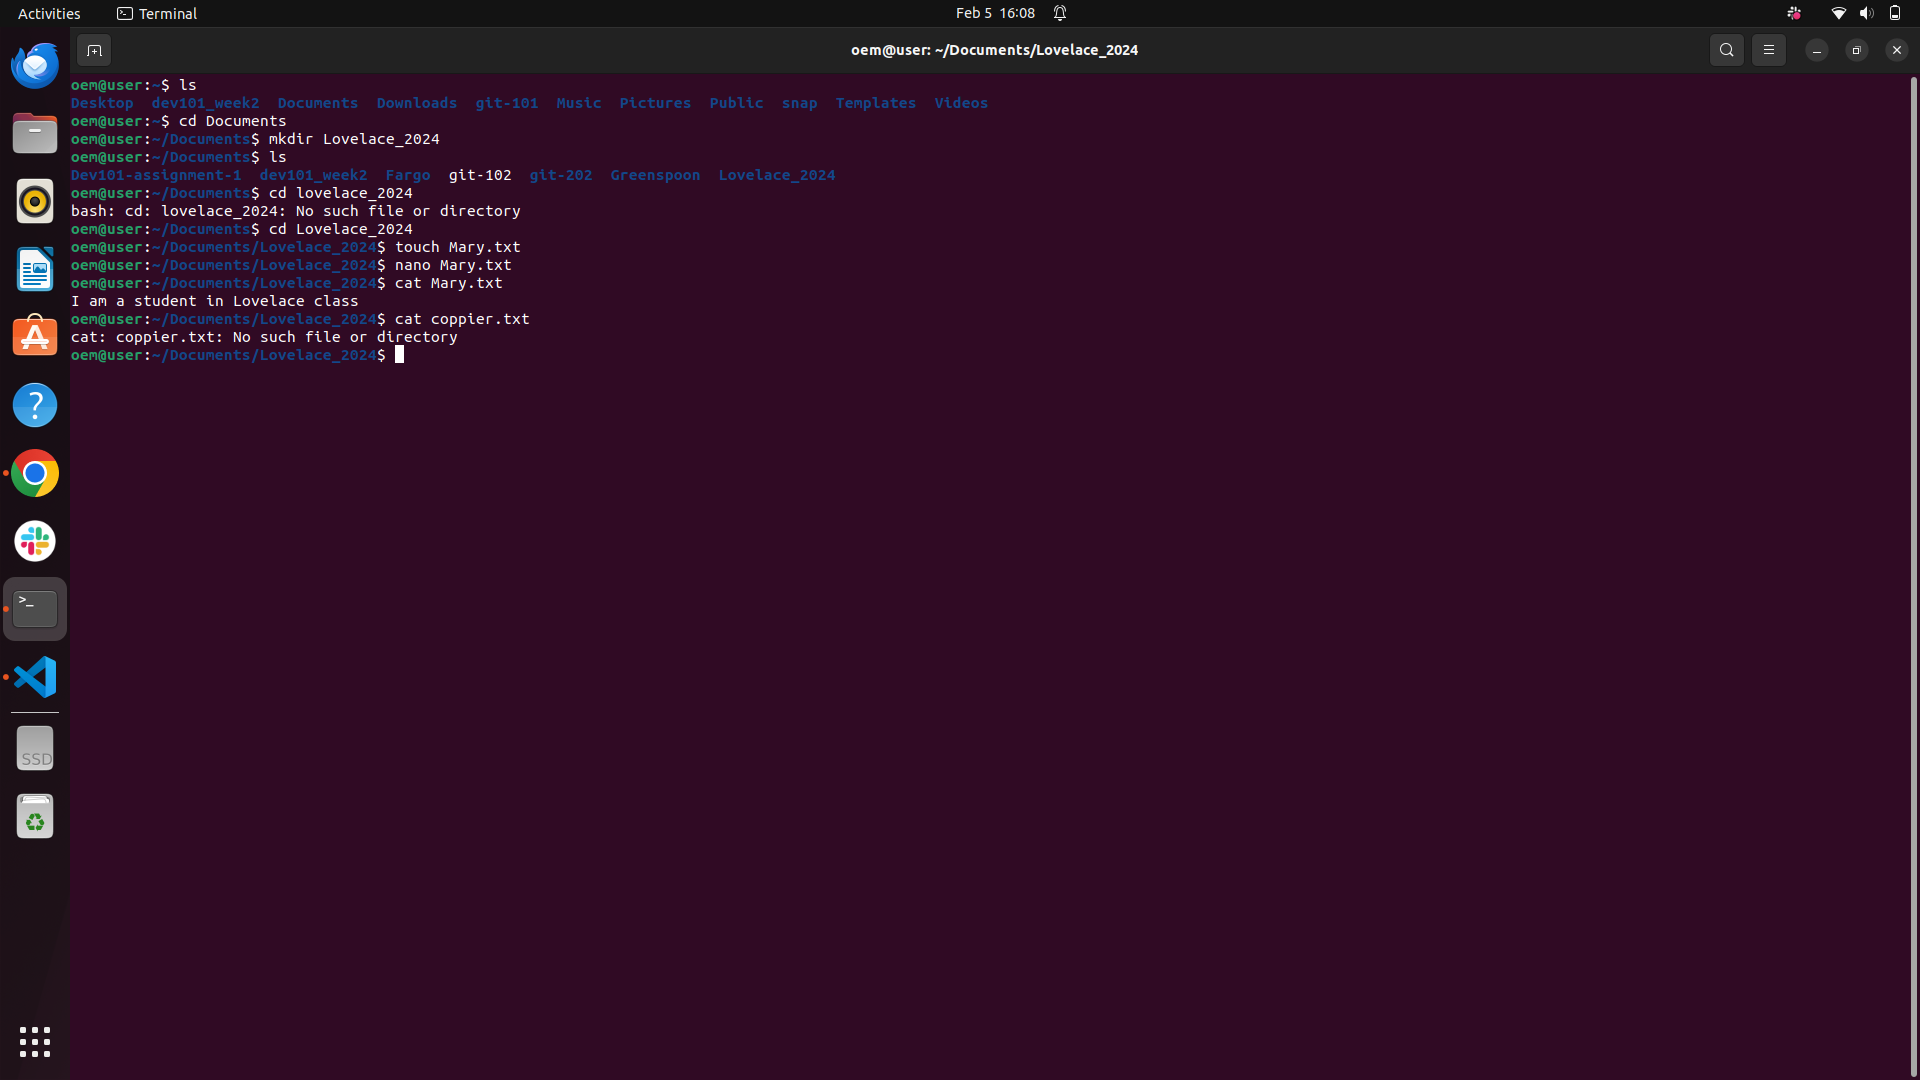 Activities Terminal Feb 5 16:08
oem@user: ~/Documents/Lovelace_2024
oem@user:~$ ls
Desktop dev101_week2 Documents Downloads git-101 Music Pictures Public snap Templates Videos
oem@user:~$ cd Documents
oem@user:~/Documents$ mkdir Lovelace_2024
oem@user:~/Documents$ ls
Dev101-assignment-1 dev101_week2 Fargo git-102 git-202 Greenspoon Lovelace_2024
oem@user:~/Documents$ cd lovelace_2024
bash: cd: lovelace_2024: No such file or directory
oem@user:~/Documents$ cd Lovelace_2024
oem@user:~/Documents/Lovelace_2024$ touch Mary.txt
oem@user:~/Documents/Lovelace_2024$ nano Mary.txt
oem@user:~/Documents/Lovelace_2024$ cat Mary.txt
I am a student in Lovelace class
oem@user:~/Documents/Lovelace_2024$ cat coppier.txt
cat: coppier.txt: No such file or directory
oem@user:~/Documents/Lovelace_2024$
?
>_
SSD